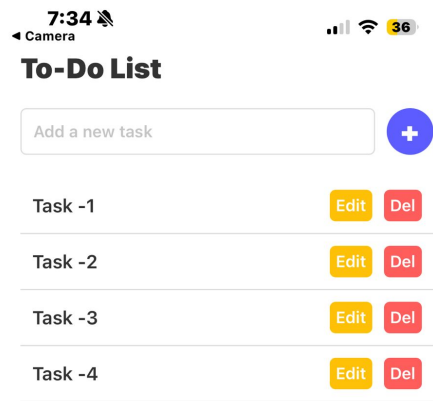 7:34
◀ Camera
36
To-Do List
Add a new task
+
Task -1 Edit Del
Task -2 Edit Del
Task -3 Edit Del
Task -4 Edit Del